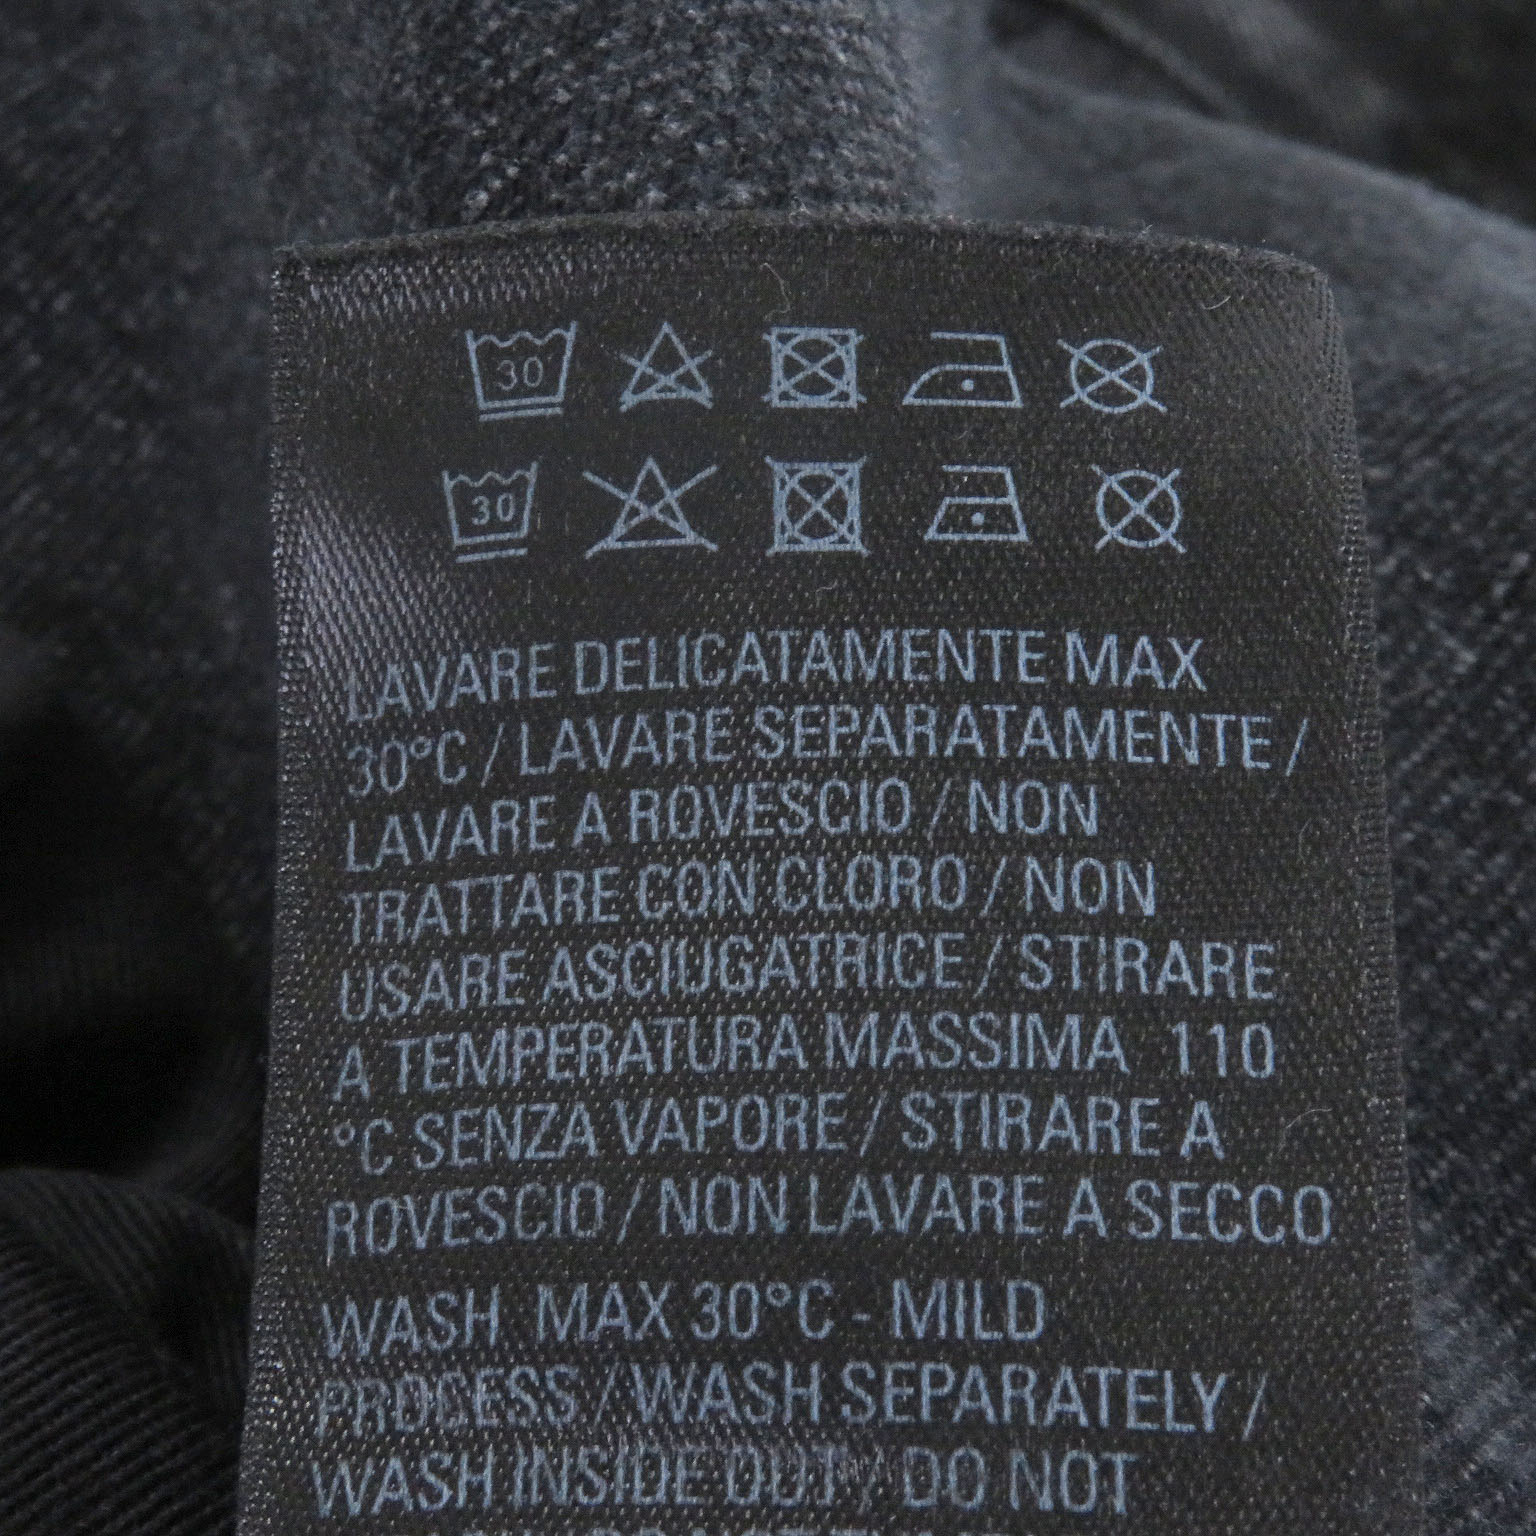 30
30
LAVARE DELICATAMENTE MAX
30°C / LAVARE SEPARATAMENTE /
LAVARE A ROVESCIO / NON
TRATTARE CON CLORO / NON
USARE ASCIUGATRICE / STIRARE
A TEMPERATURA MASSIMA 110
°C SENZA VAPORE / STIRARE A
ROVESCIO / NON LAVARE A SECCO
WASH MAX 30°C - MILD
PROCESS / WASH SEPARATELY /
WASH INSIDE OUT / DO NOT